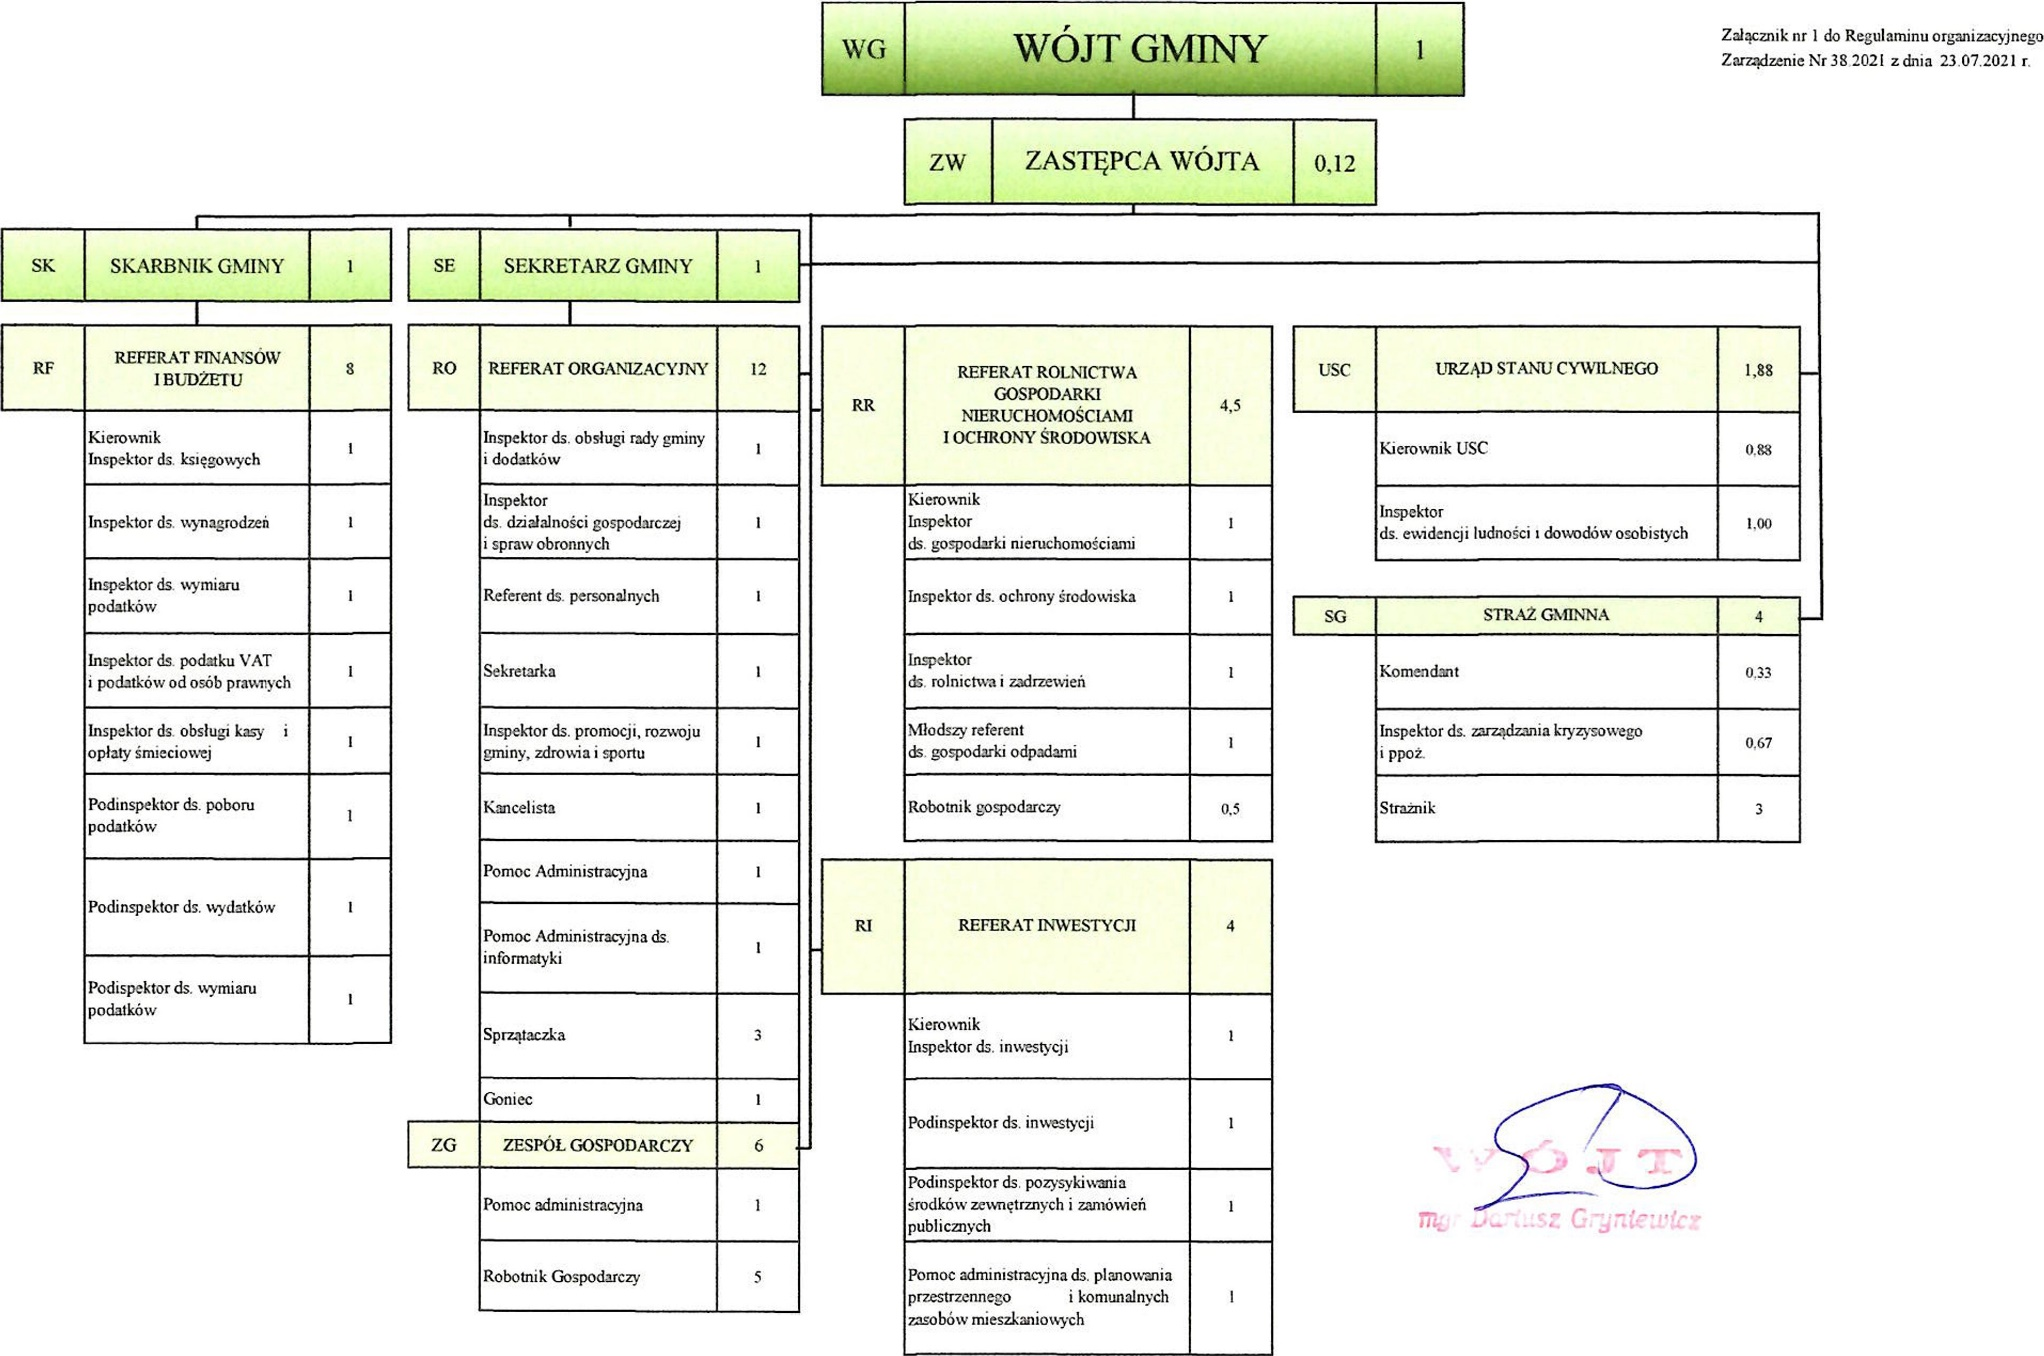 WG WÓJT GMINY 1
Załącznik nr 1 do Regulaminu organizacyjnego
Zarządzenie Nr 38.2021 z dnia 23.07.2021 r.
ZW ZASTĘPCA WÓJTA 0,12
SK SKARBNIK GMINY 1
RF REFERAT FINANSÓW
I BUDŻETU 8
Kierownik
Inspektor ds. księgowych 1
Inspektor ds. wynagrodzeń 1
Inspektor ds. wymiaru
podatków 1
Inspektor ds. podatku VAT
i podatków od osób prawnych 1
Inspektor ds. obsługi kasy i
opłaty śmieciowej 1
Podinspektor ds. poboru
podatków 1
Podinspektor ds. wydatków 1
Podispektor ds. wymiaru
podatków 1
SE SEKRETARZ GMINY 1
RO REFERAT ORGANIZACYJNY 12
Inspektor ds. obsługi rady gminy
i dodatków 1
Inspektor
ds. działalności gospodarczej
i spraw obronnych 1
Referent ds. personalnych 1
Sekretarka 1
Inspektor ds. promocji, rozwoju
gminy, zdrowia i sportu 1
Kancelista 1
Pomoc Administracyjna 1
Pomoc Administracyjna ds.
informatyki 1
Sprzątaczka 3
Goniec 1
ZG ZESPÓŁ GOSPODARCZY 6
Pomoc administracyjna 1
Robotnik Gospodarczy 5
RR REFERAT ROLNICTWA
GOSPODARKI
NIERUCHOMOŚCIAMI
I OCHRONY ŚRODOWISKA 4,5
Kierownik
Inspektor
ds. gospodarki nieruchomościami 1
Inspektor ds. ochrony środowiska 1
Inspektor
ds. rolnictwa i zadrzewień 1
Młodszy referent
ds. gospodarki odpadami 1
Robotnik gospodarczy 0,5
RI REFERAT INWESTYCJI 4
Kierownik
Inspektor ds. inwestycji 1
Podinspektor ds. inwestycji 1
Podinspektor ds. pozysykiwania
środków zewnętrznych i zamówień
publicznych 1
Pomoc administracyjna ds. planowania
przestrzennego i komunalnych
zasobów mieszkaniowych 1
USC URZĄD STANU CYWILNEGO 1,88
Kierownik USC 0,88
Inspektor
ds. ewidencji ludności i dowodów osobistych 1,00
SG STRAŻ GMINNA 4
Komendant 0,33
Inspektor ds. zarządzania kryzysowego
i ppoż. 0,67
Strażnik 3
WÓJT
mgr Dariusz Gryniewicz